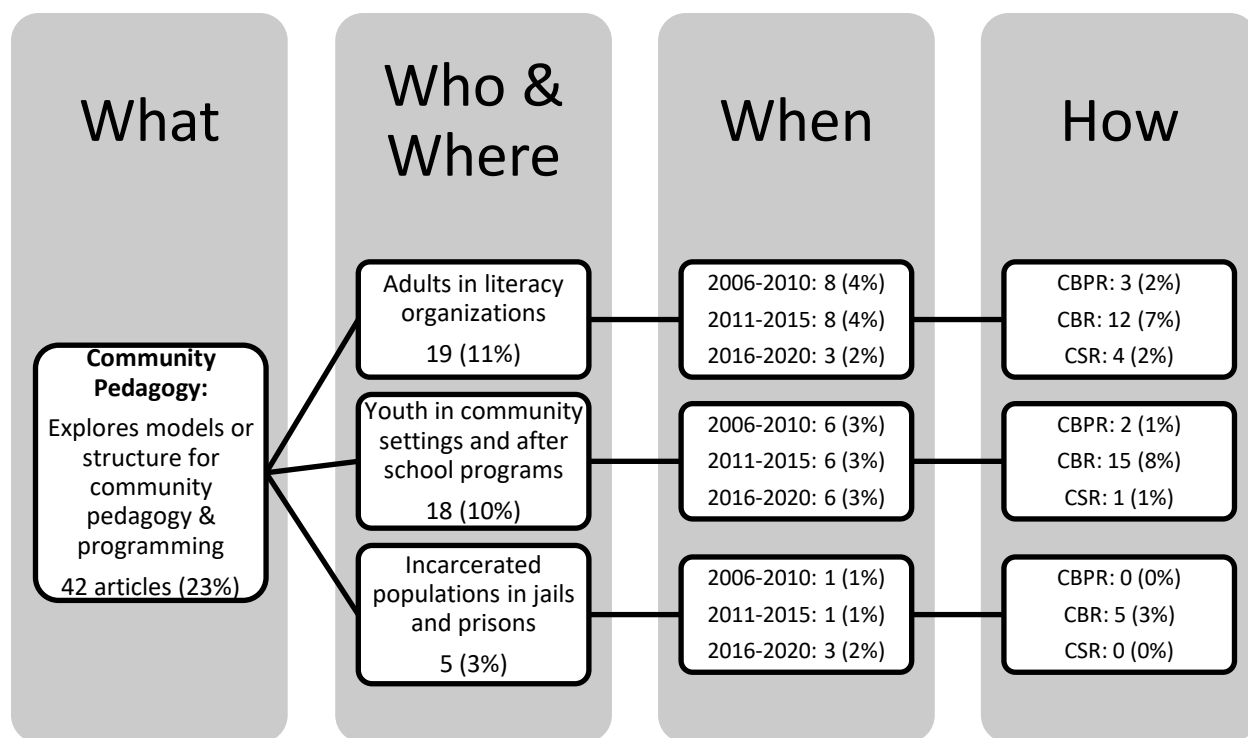 What
Who &
Where
When
How
Community
Pedagogy:
Explores models or
structure for
community
pedagogy &
programming
42 articles (23%)
Adults in literacy
organizations
19 (11%)
2006-2010: 8 (4%)
2011-2015: 8 (4%)
2016-2020: 3 (2%)
CBPR: 3 (2%)
CBR: 12 (7%)
CSR: 4 (2%)
Youth in community
settings and after
school programs
18 (10%)
2006-2010: 6 (3%)
2011-2015: 6 (3%)
2016-2020: 6 (3%)
CBPR: 2 (1%)
CBR: 15 (8%)
CSR: 1 (1%)
Incarcerated
populations in jails
and prisons
5 (3%)
2006-2010: 1 (1%)
2011-2015: 1 (1%)
2016-2020: 3 (2%)
CBPR: 0 (0%)
CBR: 5 (3%)
CSR: 0 (0%)